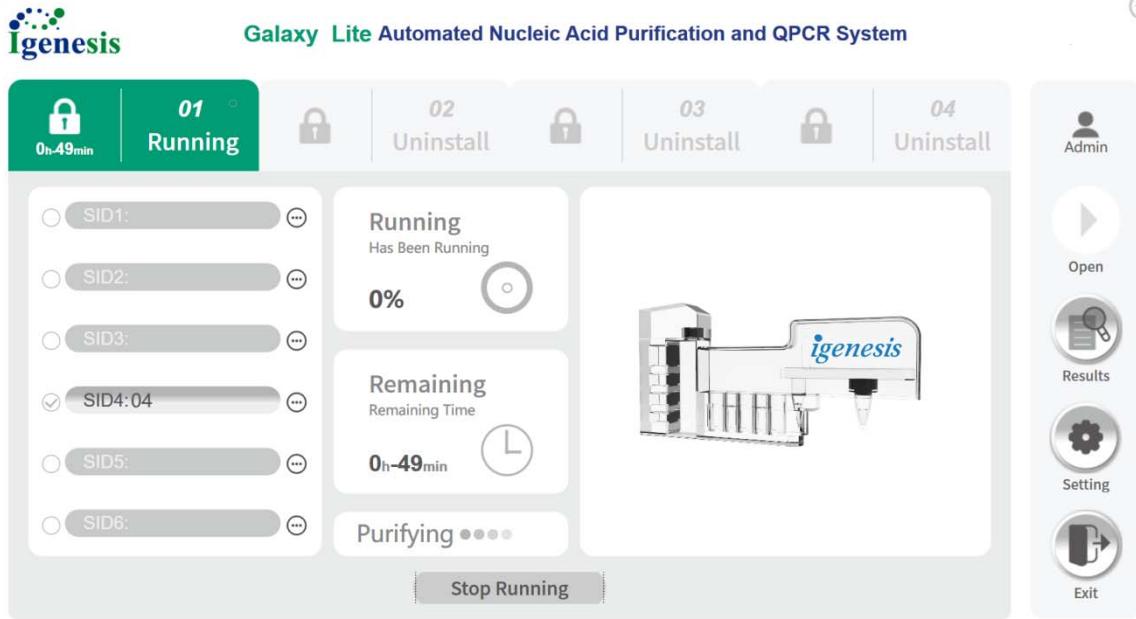 Igenesis
Galaxy Lite Automated Nucleic Acid Purification and QPCR System
0h-49min
01
Running
02
Uninstall
03
Uninstall
04
Uninstall
Admin
SID1:
SID2:
SID3:
SID4:04
SID5:
SID6:
Running
Has Been Running
0%
Remaining
Remaining Time
0h-49min
Purifying
igenesis
Stop Running
Open
Results
Setting
Exit